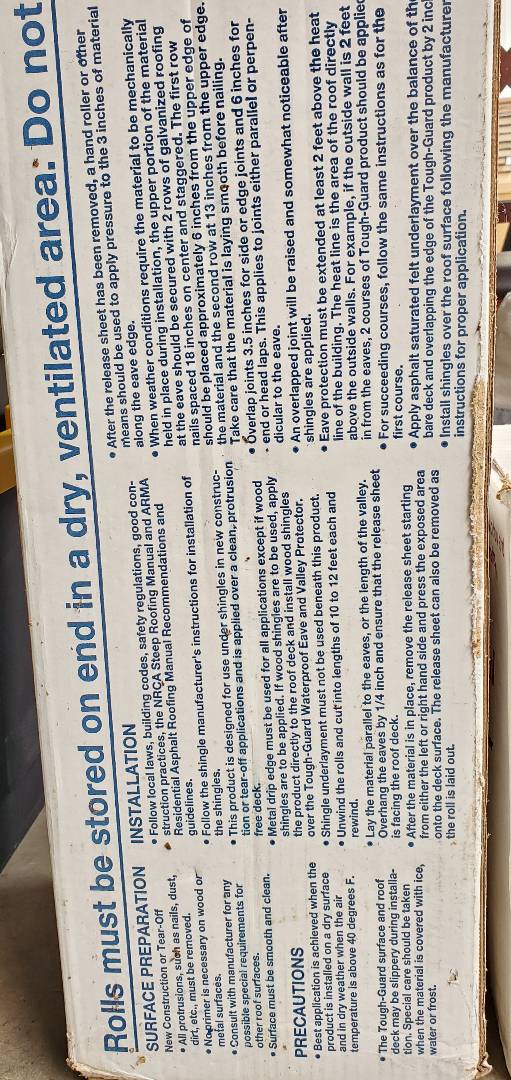 Rolls must be stored on end in a dry, ventilated area. Do not
SURFACE PREPARATION
New Construction or Tear-Off
• All protrusions, such as nails, dust,
dirt, etc., must be removed.
• No primer is necessary on wood or
metal surfaces.
• Consult with manufacturer for any
possible special requirements for
other roof surfaces.
• Surface must be smooth and clean.
PRECAUTIONS
• Best application is achieved when the
product is installed on a dry surface
and in dry weather when the air
temperature is above 40 degrees F.
• The Tough-Guard surface and roof
deck may be slippery during installa-
tion. Special care should be taken
when the material is covered with ice,
water or frost.
INSTALLATION
• Follow local laws, building codes, safety regulations, good con-
struction practices, the NRCA Steep Roofing Manual and ARMA
Residential Asphalt Roofing Manual Recommendations and
guidelines.
• Follow the shingle manufacturer's instructions for installation of
the shingles.
• This product is designed for use under shingles in new construc-
tion or tear-off applications and is applied over a clean, protrusion
free deck.
• Metal drip edge must be used for all applications except if wood
shingles are to be applied. If wood shingles are to be used, apply
the product directly to the roof deck and install wood shingles
over the Tough-Guard Waterproof Eave and Valley Protector.
• Shingle underlayment must not be used beneath this product.
• Unwind the rolls and cut into lengths of 10 to 12 feet each and
rewind.
• Lay the material parallel to the eaves, or the length of the valley.
Overhang the eaves by 1/4 inch and ensure that the release sheet
is facing the roof deck.
• After the material is in place, remove the release sheet starting
from either the left or right hand side and press the exposed area
onto the deck surface. The release sheet can also be removed as
the roll is laid out.
• After the release sheet has been removed, a hand roller or other
means should be used to apply pressure to the 3 inches of material
along the eave edge.
• When weather conditions require the material to be mechanically
held in place during installation, the upper portion of the material
at the eave should be secured with 2 rows of galvanized roofing
nails spaced 18 inches on center and staggered. The first row
should be placed approximately 6 inches from the upper edge of
the material and the second row at 13 inches from the upper edge.
Take care that the material is laying smooth before nailing.
• Overlap joints 3.5 inches for side or edge joints and 6 inches for
end or head laps. This applies to joints either parallel or perpen-
dicular to the eave.
• An overlapped joint will be raised and somewhat noticeable after
shingles are applied.
• Eave protection must be extended at least 2 feet above the heat
line of the building. The heat line is the area of the roof directly
above the outside walls. For example, if the outside wall is 2 feet
in from the eaves, 2 courses of Tough-Guard product should be applied
• For succeeding courses, follow the same instructions as for the
first course.
• Apply asphalt saturated felt underlayment over the balance of the
bare deck and overlapping the edge of the Tough-Guard product by 2 inc
• Install shingles over the roof surface following the manufacturer
instructions for proper application.